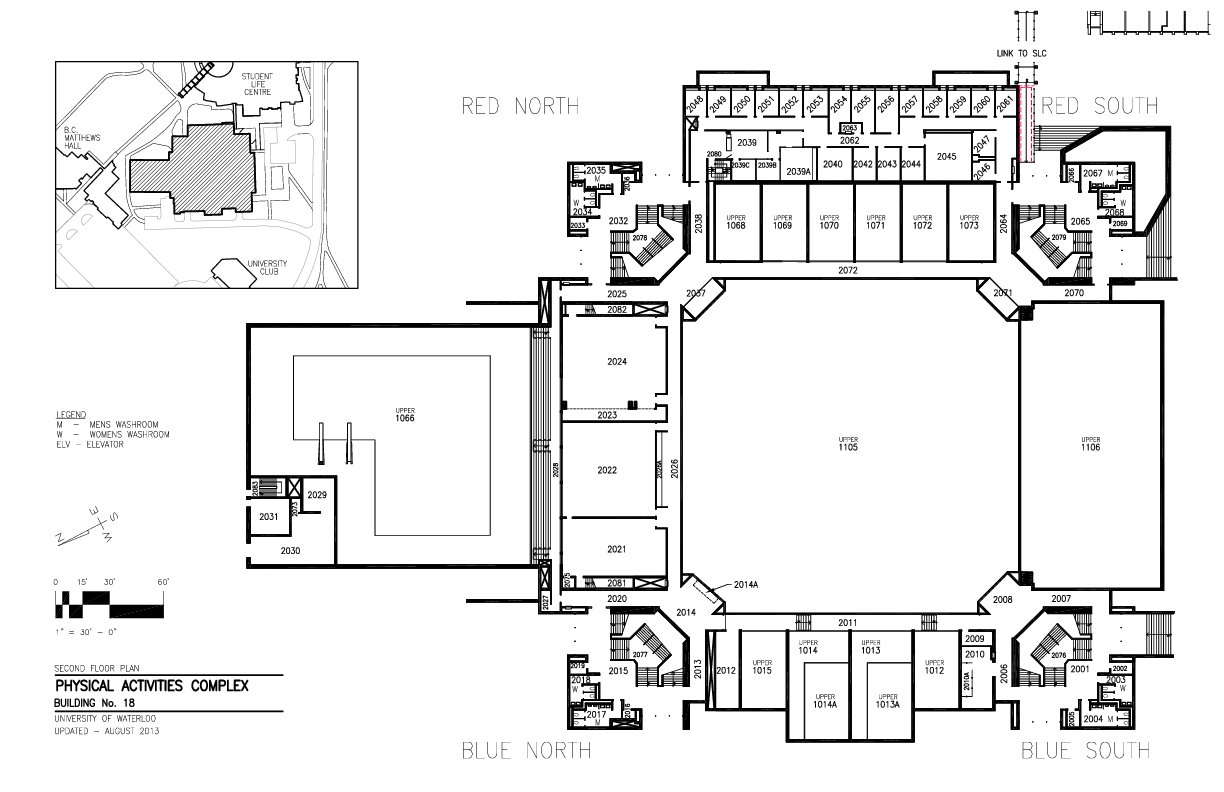 LINK TO SLC
STUDENT
LIFE
CENTRE
B.C.
MATTHEWS
HALL
UNIVERSITY
CLUB
RED NORTH
RED SOUTH
2048
2049
2050
2051
2052
2053
2054
2055
2056
2057
2058
2059
2060
2061
2063
2062
2039
2080
2039C
2039B
2039A
2040
2042
2043
2044
2045
2047
2046
2035
M
2036
W
2034
2033
2032
2078
2038
UPPER
1068
UPPER
1069
UPPER
1070
UPPER
1071
UPPER
1072
UPPER
1073
2064
2066
2067
M
W
2068
2065
2069
2079
2072
2025
2037
2071
2070
2082
2024
2023
2022
2026A
2026
2028
2021
2075
2081
2027
2020
UPPER
1066
2083
2073
2029
2031
2030
UPPER
1105
UPPER
1106
LEGEND
M – MENS WASHROOM
W – WOMENS WASHROOM
ELV – ELEVATOR
N
E
S
W
0 15' 30' 60'
1" = 30' – 0"
2014A
2014
2008
2007
2011
2009
2010
2010A
2006
2013
2012
UPPER
1015
UPPER
1014
UPPER
1013
UPPER
1012
UPPER
1014A
UPPER
1013A
2077
2019
2015
2018
W
2017
M
2016
2076
2001
2002
2003
W
2005
2004 M
SECOND FLOOR PLAN
PHYSICAL ACTIVITIES COMPLEX
BUILDING No. 18
UNIVERSITY OF WATERLOO
UPDATED – AUGUST 2013
BLUE NORTH
BLUE SOUTH